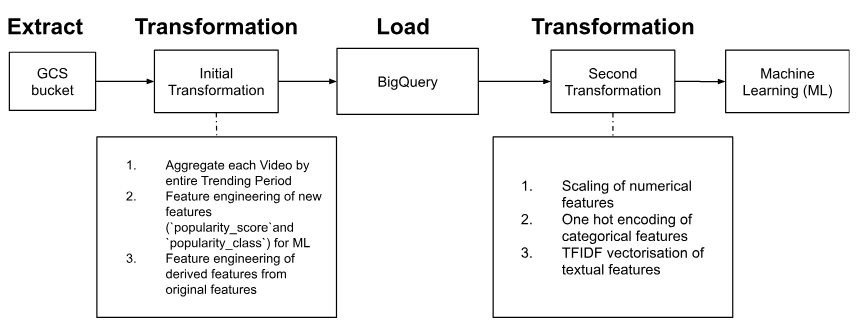 Extract
Transformation
Load
Transformation
GCS
bucket
Initial
Transformation
BigQuery
Second
Transformation
Machine
Learning (ML)
1. Aggregate each Video by
entire Trending Period
2. Feature engineering of new
features
(`popularity_score`and
`popularity_class`) for ML
3. Feature engineering of
derived features from
original features
1. Scaling of numerical
features
2. One hot encoding of
categorical features
3. TFIDF vectorisation of
textual features